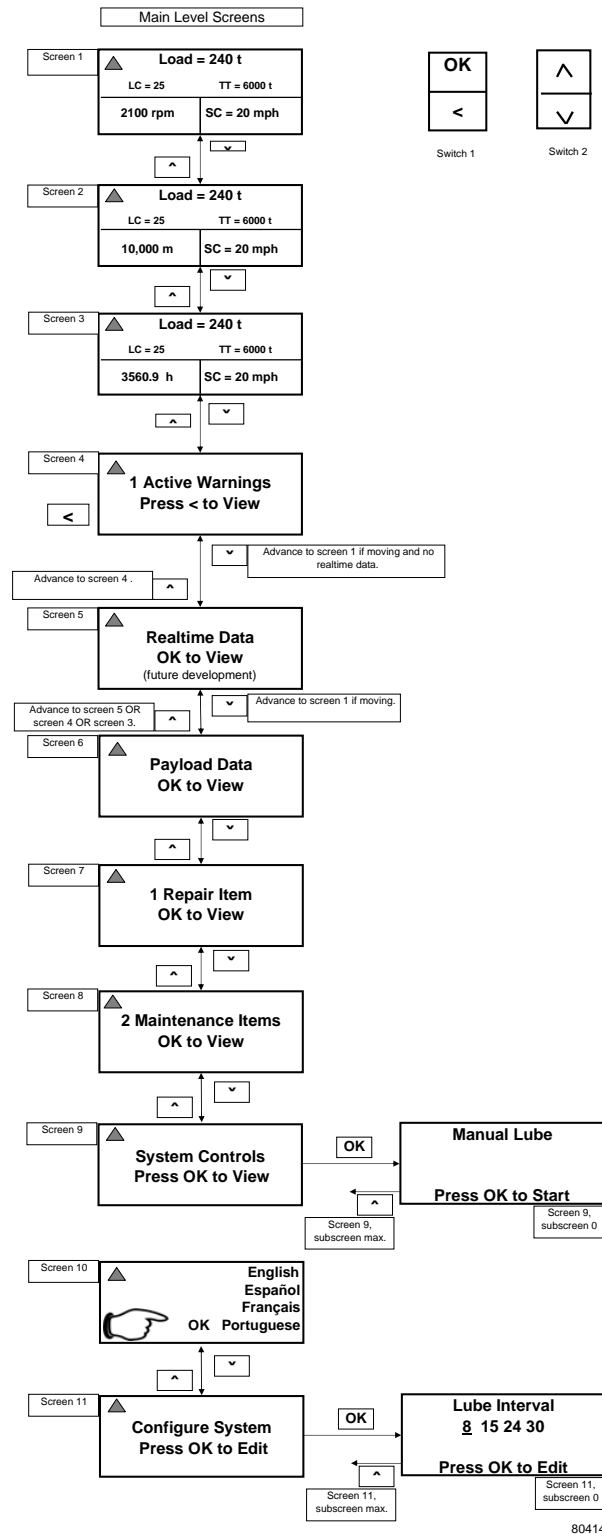 Main Level Screens
Screen 1
Load = 240 t
LC = 25 TT = 6000 t
2100 rpm SC = 20 mph
OK
<
Switch 1
^
v
Switch 2
^
v
Screen 2
Load = 240 t
LC = 25 TT = 6000 t
10,000 m SC = 20 mph
^
v
Screen 3
Load = 240 t
LC = 25 TT = 6000 t
3560.9 h SC = 20 mph
^
v
Screen 4
1 Active Warnings
Press < to View
<
v
Advance to screen 1 if moving and no
realtime data.
Advance to screen 4 .
^
Screen 5
Realtime Data
OK to View
(future development)
v
Advance to screen 1 if moving.
Advance to screen 5 OR
screen 4 OR screen 3.
^
Screen 6
Payload Data
OK to View
^
v
Screen 7
1 Repair Item
OK to View
^
v
Screen 8
2 Maintenance Items
OK to View
^
v
Screen 9
System Controls
Press OK to View
OK
^
Screen 9,
subscreen max.
Manual Lube
Press OK to Start
Screen 9,
subscreen 0
Screen 10
English
Español
Français
OK Portuguese
^
v
Screen 11
Configure System
Press OK to Edit
OK
^
Screen 11,
subscreen max.
Lube Interval
8 15 24 30
Press OK to Edit
Screen 11,
subscreen 0
80414